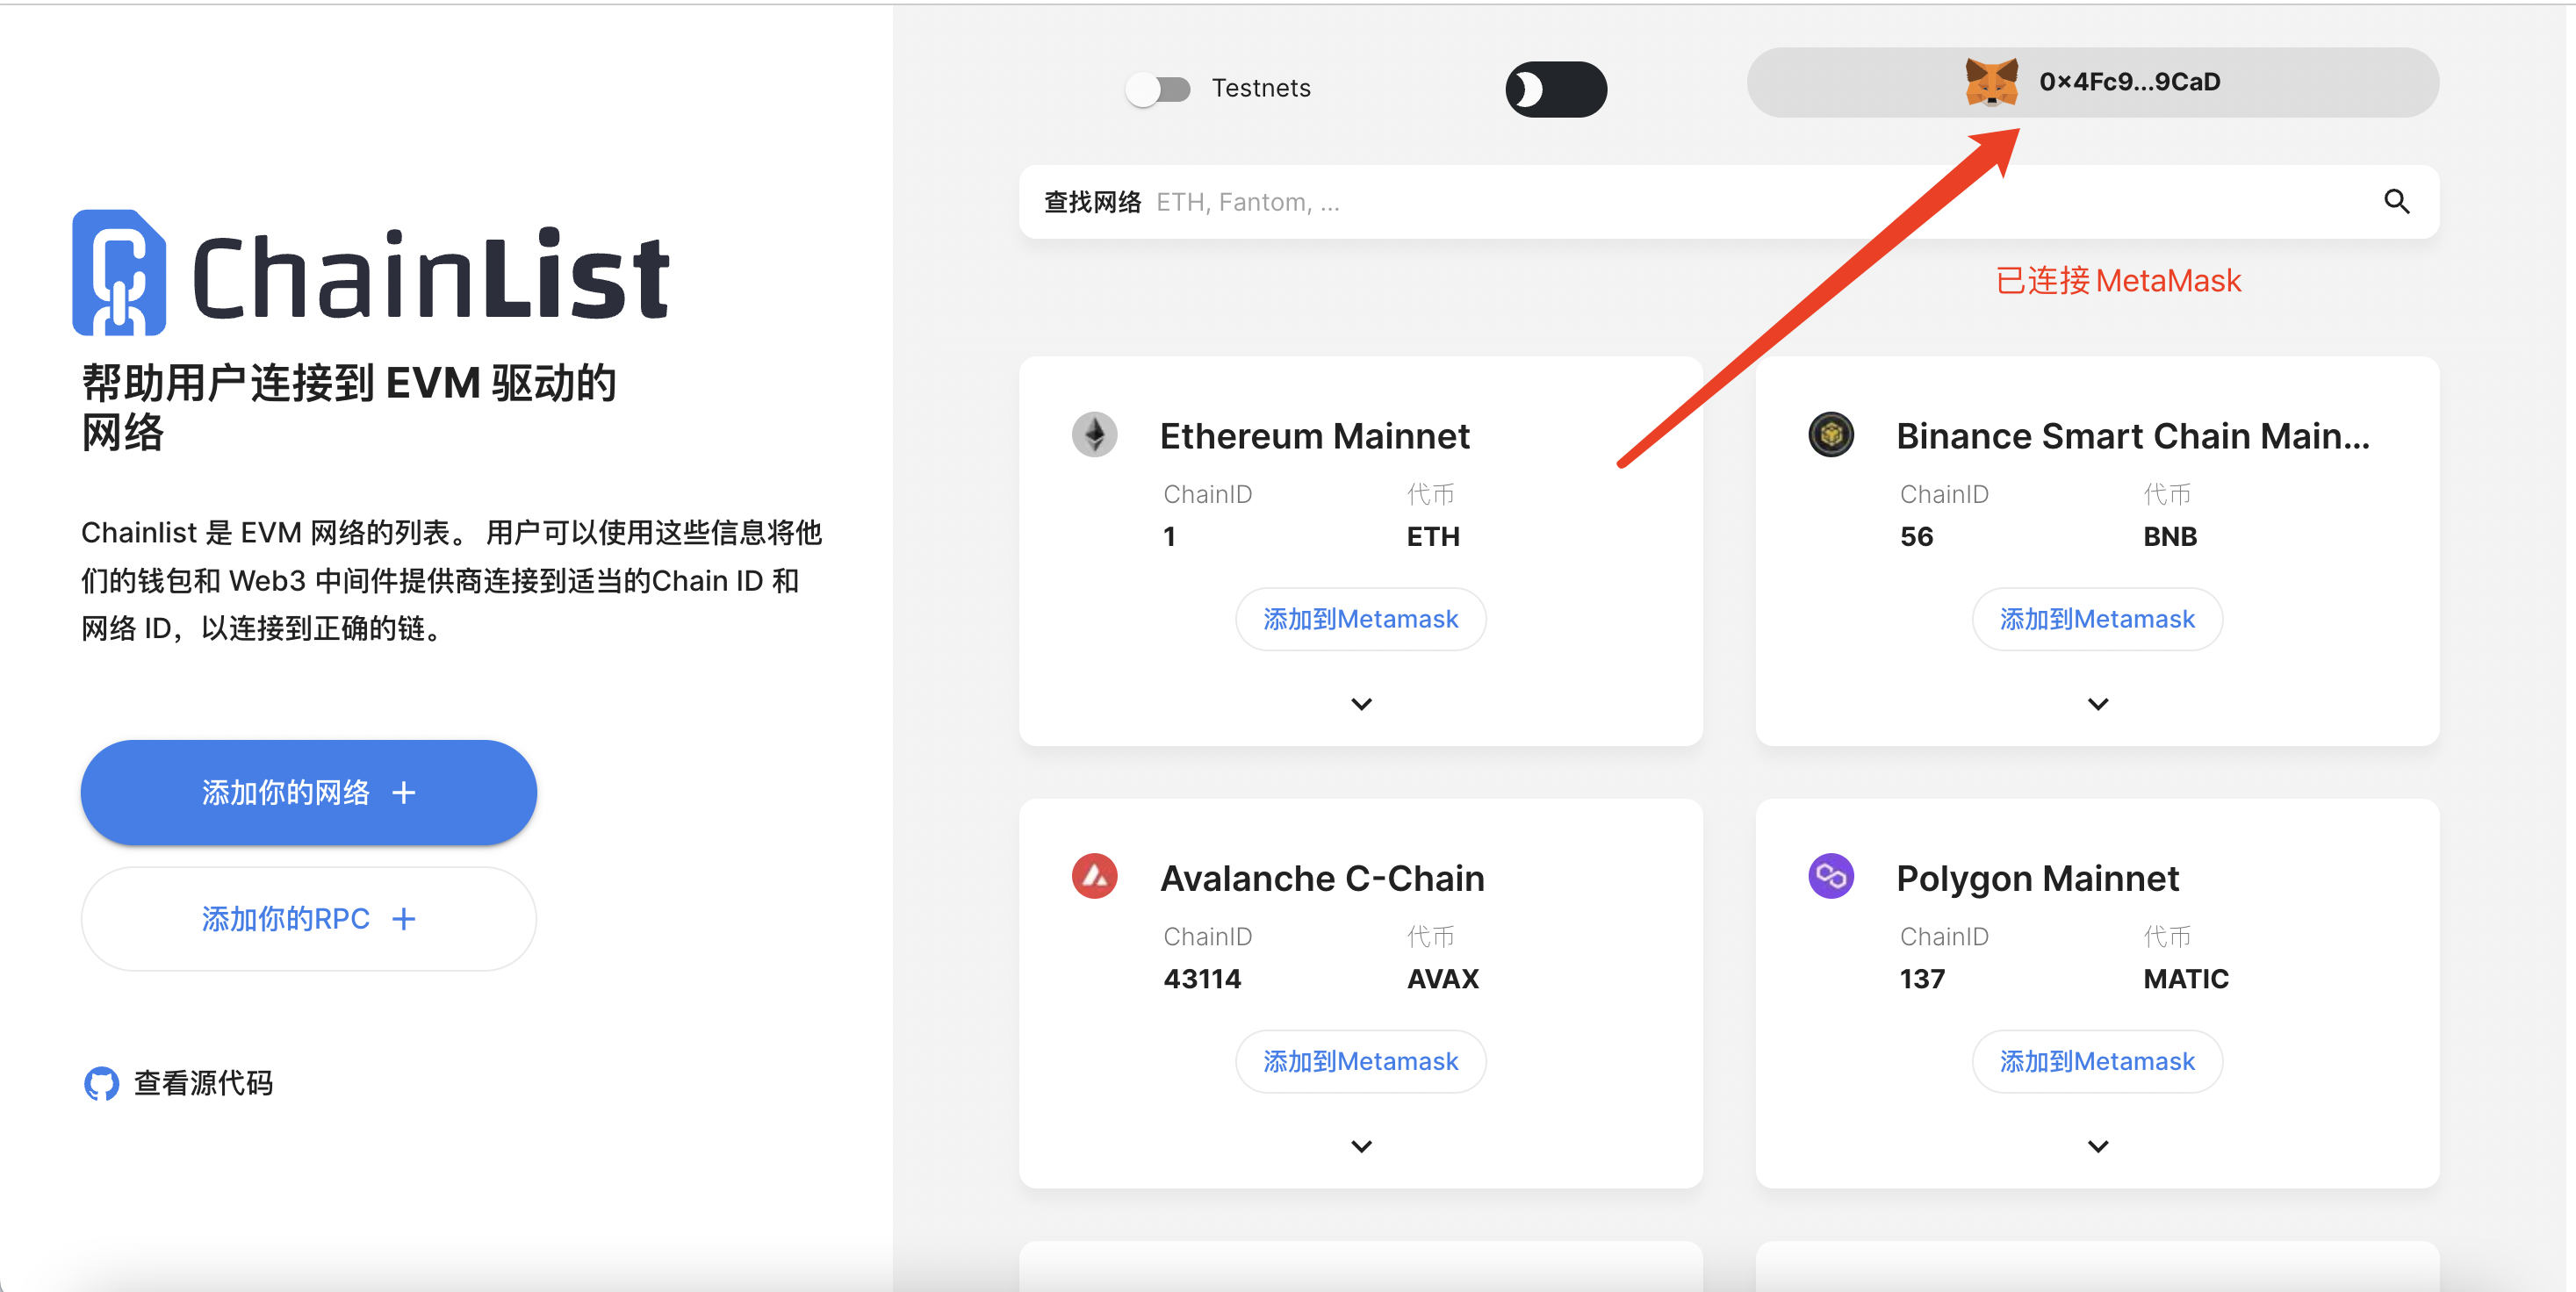 ChainList
帮助用户连接到 EVM 驱动的
网络
Chainlist 是 EVM 网络的列表。 用户可以使用这些信息将他
们的钱包和 Web3 中间件提供商连接到适当的Chain ID 和
网络 ID，以连接到正确的链。
添加你的网络 +
添加你的RPC +
查看源代码
Testnets
0x4Fc9...9CaD
查找网络 ETH, Fantom, ...
已连接MetaMask
Ethereum Mainnet
ChainID 代币
1 ETH
添加到Metamask
Binance Smart Chain Main...
ChainID 代币
56 BNB
添加到Metamask
Avalanche C-Chain
ChainID 代币
43114 AVAX
添加到Metamask
Polygon Mainnet
ChainID 代币
137 MATIC
添加到Metamask